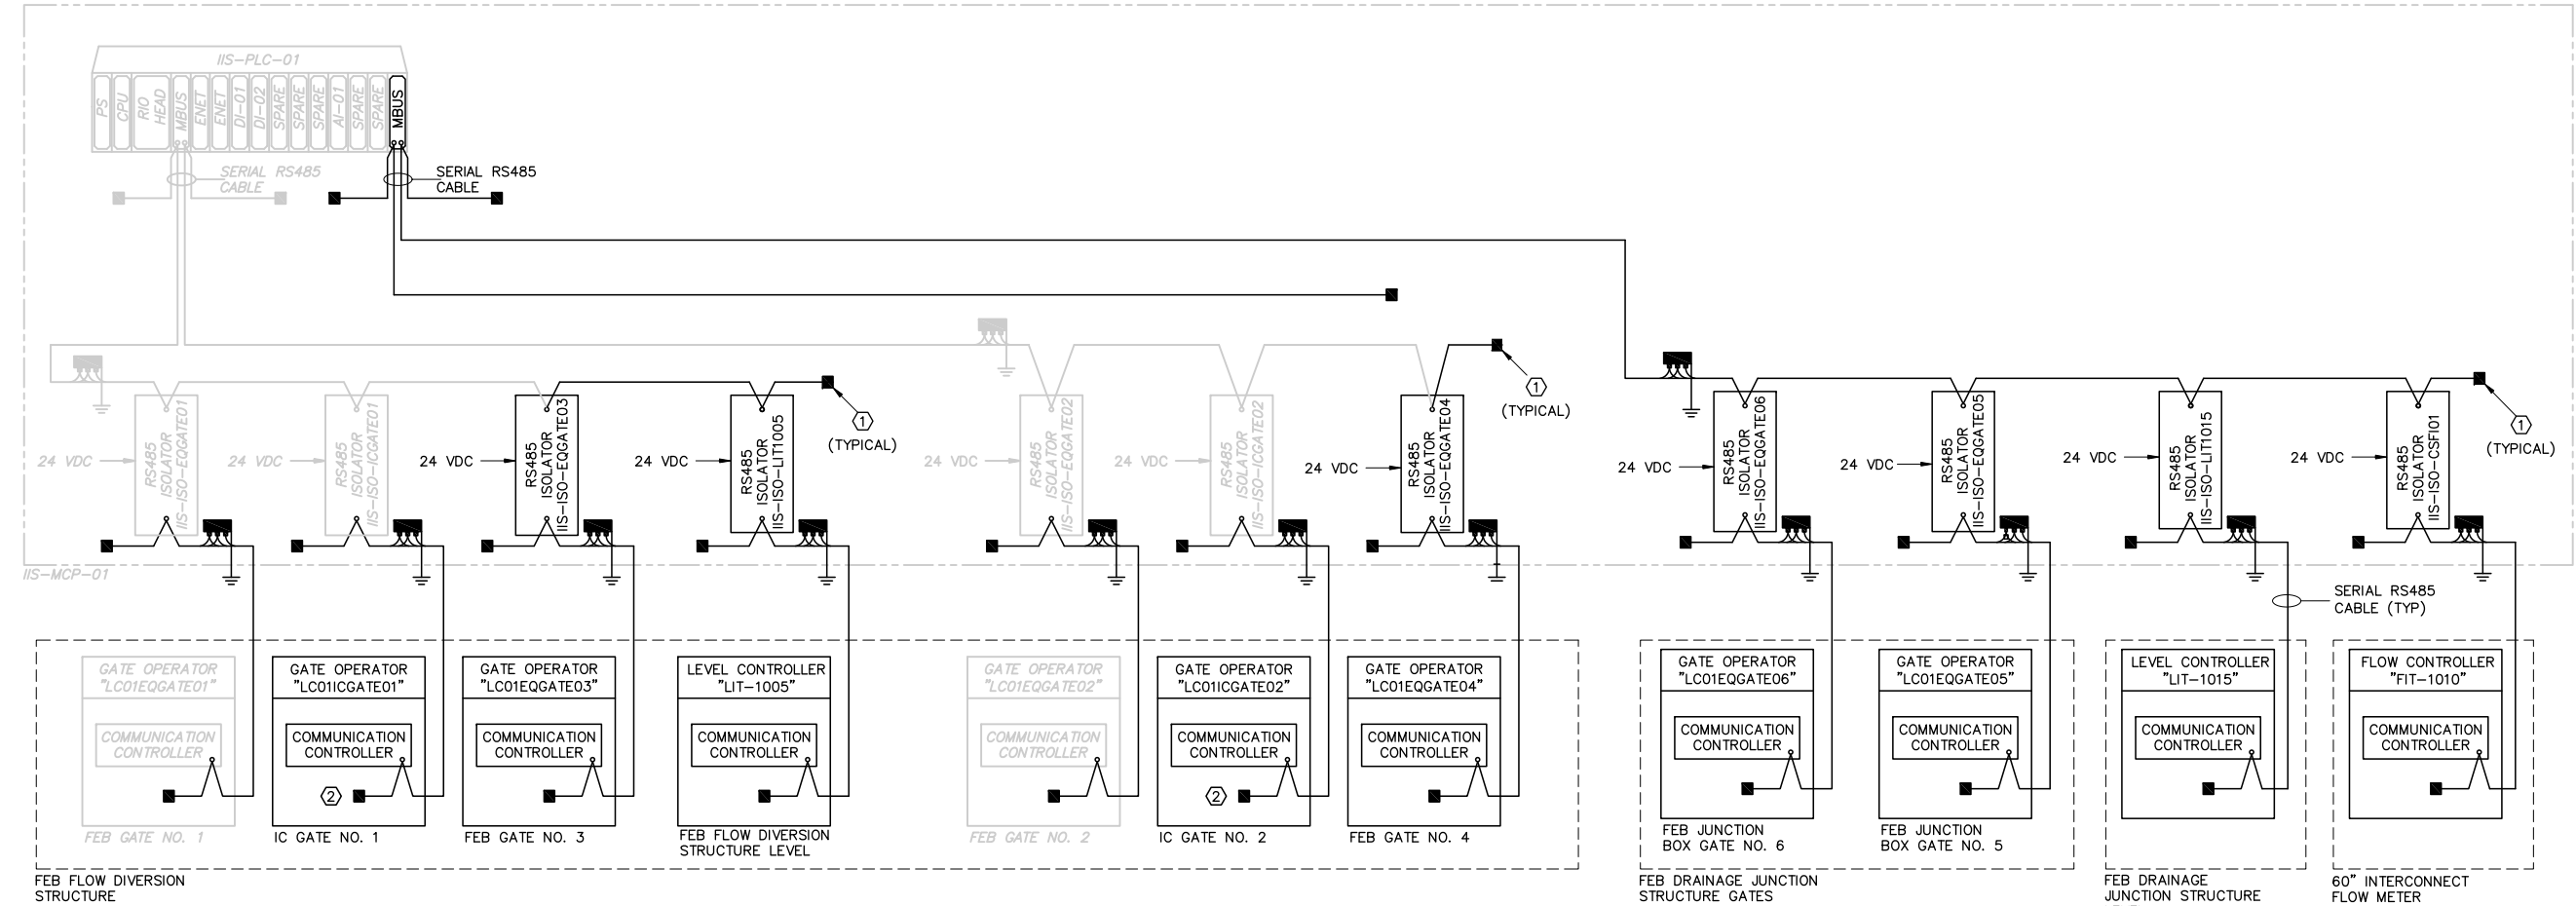 IIS-PLC-01
PS
CPU
RIO
HEAD
MBUS
ENET
ENET
DI-01
DI-02
SPARE
SPARE
SPARE
AI-01
SPARE
SPARE
MBUS
SERIAL RS485
CABLE
SERIAL RS485
CABLE
1
(TYPICAL)
1
(TYPICAL)
1
(TYPICAL)
24 VDC
RS485
ISOLATOR
IIS-ISO-EQGATE01
24 VDC
RS485
ISOLATOR
IIS-ISO-ICGATE01
24 VDC
RS485
ISOLATOR
IIS-ISO-EQGATE03
24 VDC
RS485
ISOLATOR
IIS-ISO-LIT1005
24 VDC
RS485
ISOLATOR
IIS-ISO-EQGATE02
24 VDC
RS485
ISOLATOR
IIS-ISO-ICGATE02
24 VDC
RS485
ISOLATOR
IIS-ISO-EQGATE04
24 VDC
RS485
ISOLATOR
IIS-ISO-EQGATE06
24 VDC
RS485
ISOLATOR
IIS-ISO-EQGATE05
24 VDC
RS485
ISOLATOR
IIS-ISO-LIT1015
24 VDC
RS485
ISOLATOR
IIS-ISO-CSFI01
IIS-MCP-01
SERIAL RS485
CABLE (TYP)
GATE OPERATOR
"LC01EQGATE01"
COMMUNICATION
CONTROLLER
FEB GATE NO. 1
GATE OPERATOR
"LC01ICGATE01"
COMMUNICATION
CONTROLLER
2
IC GATE NO. 1
GATE OPERATOR
"LC01EQGATE03"
COMMUNICATION
CONTROLLER
FEB GATE NO. 3
LEVEL CONTROLLER
"LIT-1005"
COMMUNICATION
CONTROLLER
FEB FLOW DIVERSION
STRUCTURE LEVEL
GATE OPERATOR
"LC01EQGATE02"
COMMUNICATION
CONTROLLER
FEB GATE NO. 2
GATE OPERATOR
"LC01ICGATE02"
COMMUNICATION
CONTROLLER
2
IC GATE NO. 2
GATE OPERATOR
"LC01EQGATE04"
COMMUNICATION
CONTROLLER
FEB GATE NO. 4
GATE OPERATOR
"LC01EQGATE06"
COMMUNICATION
CONTROLLER
FEB JUNCTION
BOX GATE NO. 6
GATE OPERATOR
"LC01EQGATE05"
COMMUNICATION
CONTROLLER
FEB JUNCTION
BOX GATE NO. 5
LEVEL CONTROLLER
"LIT-1015"
COMMUNICATION
CONTROLLER
FLOW CONTROLLER
"FIT-1010"
COMMUNICATION
CONTROLLER
FEB FLOW DIVERSION
STRUCTURE
FEB DRAINAGE JUNCTION
STRUCTURE GATES
FEB DRAINAGE
JUNCTION STRUCTURE
60" INTERCONNECT
FLOW METER